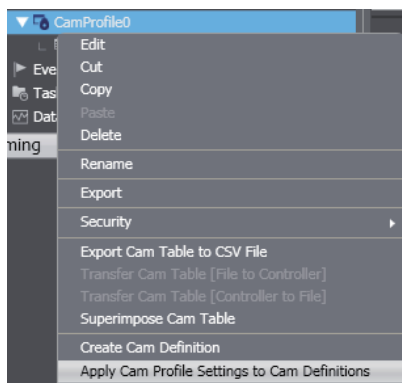 CamProfile0
Edit
Eve
Cut
Tas
Copy
Dat
Paste
Delete
ming
Rename
Export
Security
Export Cam Table to CSV File
Transfer Cam Table [File to Controller]
Transfer Cam Table [Controller to File]
Superimpose Cam Table
Create Cam Definition
Apply Cam Profile Settings to Cam Definitions